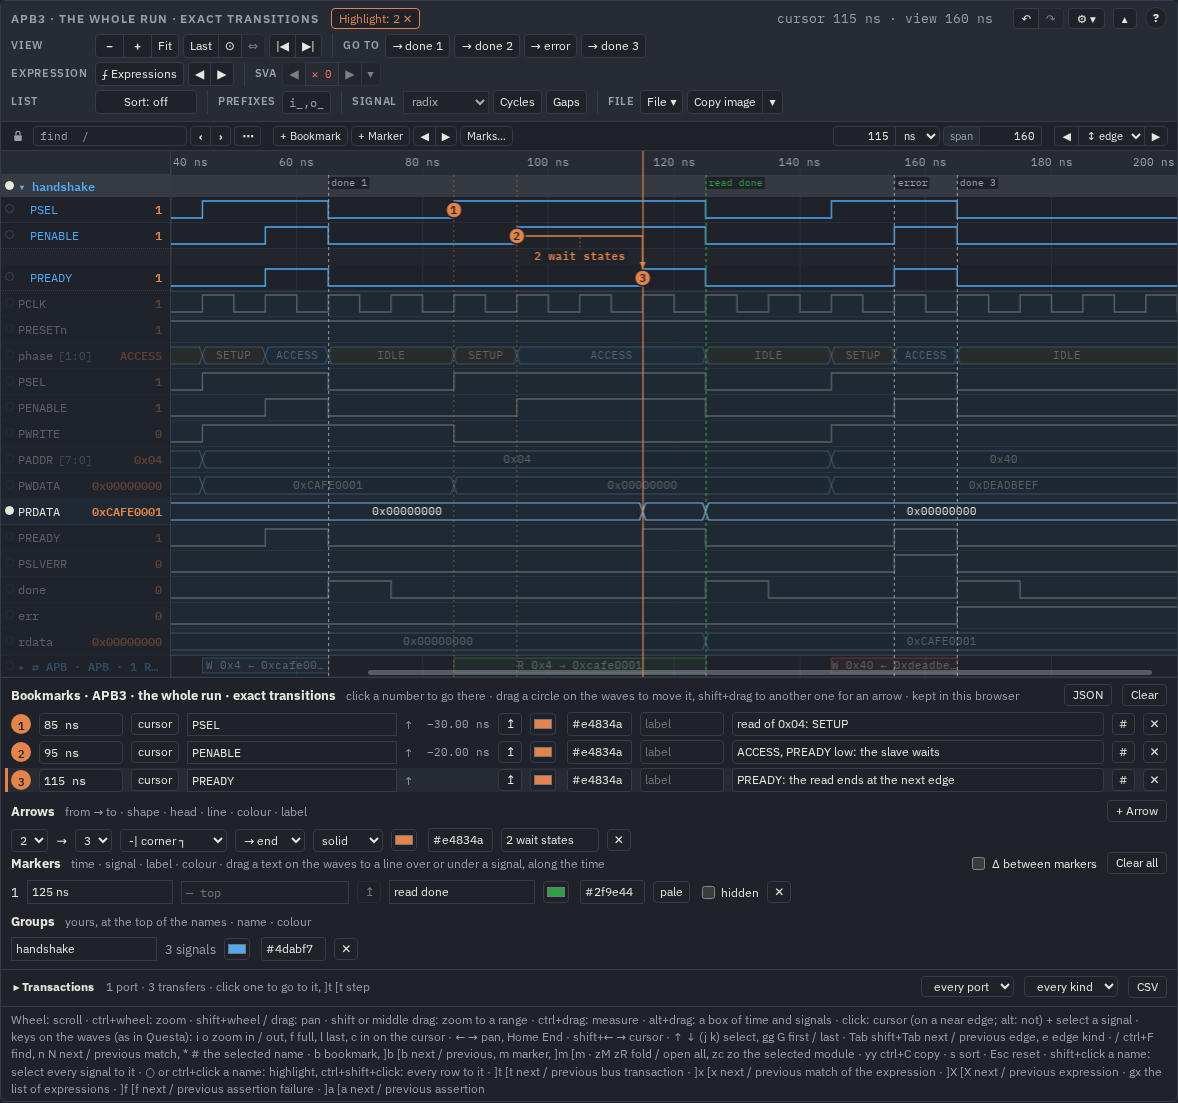 APB3 · THE WHOLE RUN · EXACT TRANSITIONS Highlight: 2 × cursor 115 ns · view 160 ns ↶ ↷ ⚙ ▾ ▴ ?
VIEW − + Fit Last ⊙ ⇔ |◀ ▶| GO TO → done 1 → done 2 → error → done 3
EXPRESSION ⨍ Expressions ◀ ▶ SVA ◀ × 0 ▶ ▾
LIST Sort: off PREFIXES i_,o_ SIGNAL radix Cycles Gaps FILE File ▾ Copy image ▾
find / ‹ › ⋯ + Bookmark + Marker ◀ ▶ Marks… 115 ns span 160 ◀ ↕ edge ▶
40 ns 60 ns 80 ns 100 ns 120 ns 140 ns 160 ns 180 ns 200 ns
▾ handshake done 1 read done error done 3
PSEL 1 1
PENABLE 1 2
2 wait states
PREADY 1 3
PCLK 1
PRESETn 1
phase [1:0] ACCESS SETUP ACCESS IDLE SETUP ACCESS IDLE SETUP ACCESS IDLE
PSEL 1
PENABLE 1
PWRITE 0
PADDR [7:0] 0x04 0x04 0x40
PWDATA 0x00000000 0xCAFE0001 0x00000000 0xDEADBEEF
PRDATA 0xCAFE0001 0x00000000 0x00000000
PREADY 1
PSLVERR 0
done 0
err 0
rdata 0x00000000 0x00000000 0xCAFE0001
▸ ⇄ APB · APB · 1 R… W 0x4 ← 0xcafe00… R 0x4 → 0xcafe0001 W 0x40 ← 0xdeadbe…
Bookmarks · APB3 · the whole run · exact transitions click a number to go there · drag a circle on the waves to move it, shift+drag to another one for an arrow · kept in this browser JSON Clear
1 85 ns cursor PSEL ↑ −30.00 ns ↥ #e4834a label read of 0x04: SETUP # ×
2 95 ns cursor PENABLE ↑ −20.00 ns ↥ #e4834a label ACCESS, PREADY low: the slave waits # ×
3 115 ns cursor PREADY ↑ ↥ #e4834a label PREADY: the read ends at the next edge # ×
Arrows from → to · shape · head · line · colour · label + Arrow
2 → 3 -| corner ┐ → end solid #e4834a 2 wait states ×
Markers time · signal · label · colour · drag a text on the waves to a line over or under a signal, along the time Δ between markers Clear all
1 125 ns — top ↥ read done #2f9e44 pale hidden ×
Groups yours, at the top of the names · name · colour
handshake 3 signals #4dabf7 ×
▸ Transactions 1 port · 3 transfers · click one to go to it, ]t [t step every port every kind CSV
Wheel: scroll · ctrl+wheel: zoom · shift+wheel / drag: pan · shift or middle drag: zoom to a range · ctrl+drag: measure · alt+drag: a box of time and signals · click: cursor (on a near edge; alt: not) + select a signal ·
keys on the waves (as in Questa): i o zoom in / out, f full, l last, c in on the cursor · ← → pan, Home End · shift+← → cursor · ↑ ↓ (j k) select, gg G first / last · Tab shift+Tab next / previous edge, e edge kind · / ctrl+F
find, n N next / previous match, * # the selected name · b bookmark, ]b [b next / previous, m marker, ]m [m · zM zR fold / open all, zc zo the selected module · yy ctrl+C copy · s sort · Esc reset · shift+click a name:
select every signal to it · ○ or ctrl+click a name: highlight, ctrl+shift+click: every row to it · ]t [t next / previous bus transaction · ]x [x next / previous match of the expression · ]X [X next / previous expression · gx the
list of expressions · ]f [f next / previous assertion failure · ]a [a next / previous assertion